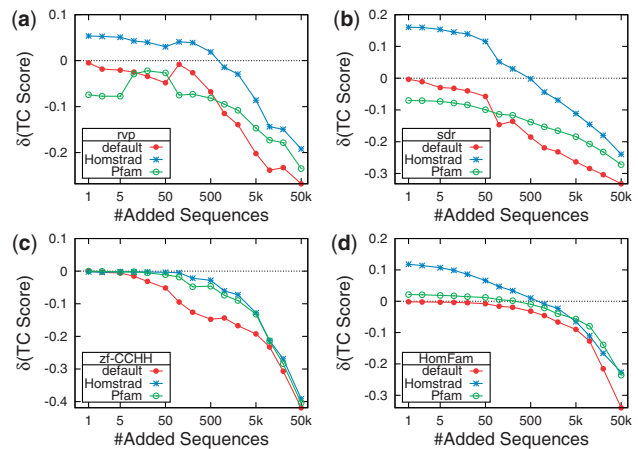 (a)
δ(TC Score)
0.1
0
-0.1
-0.2
rvp
default
Homstrad
Pfam
1 5 50 500 5k 50k
#Added Sequences
(b)
δ(TC Score)
0.2
0.1
0
-0.1
-0.2
-0.3
sdr
default
Homstrad
Pfam
1 5 50 500 5k 50k
#Added Sequences
(c)
δ(TC Score)
0.1
0
-0.1
-0.2
-0.3
-0.4
zf-CCHH
default
Homstrad
Pfam
1 5 50 500 5k 50k
#Added Sequences
(d)
δ(TC Score)
0.2
0.1
0
-0.1
-0.2
-0.3
HomFam
default
Homstrad
Pfam
1 5 50 500 5k 50k
#Added Sequences